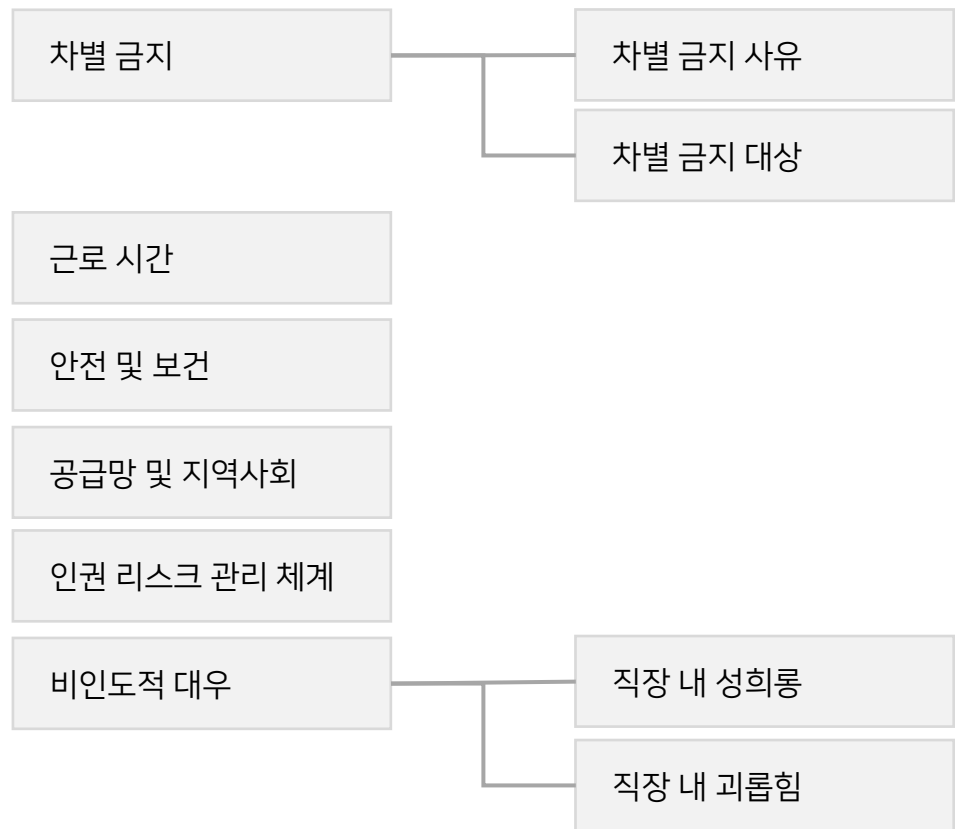 차별 금지
차별 금지 사유
차별 금지 대상
근로 시간
안전 및 보건
공급망 및 지역사회
인권 리스크 관리 체계
비인도적 대우
직장 내 성희롱
직장 내 괴롭힘